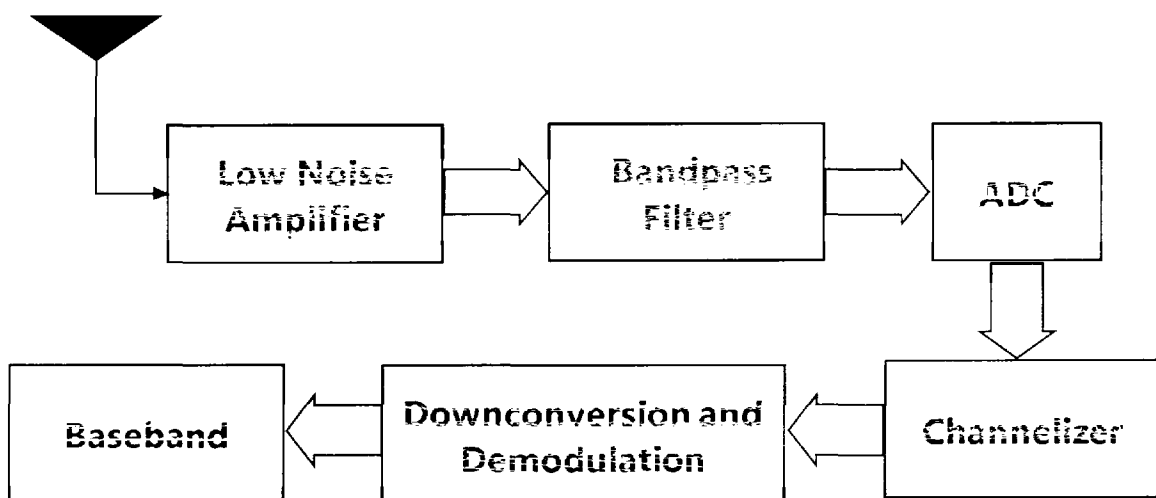 Low Noise
Amplifier
Bandpass
Filter
ADC
Channelizer
Downconversion and
Demodulation
Baseband